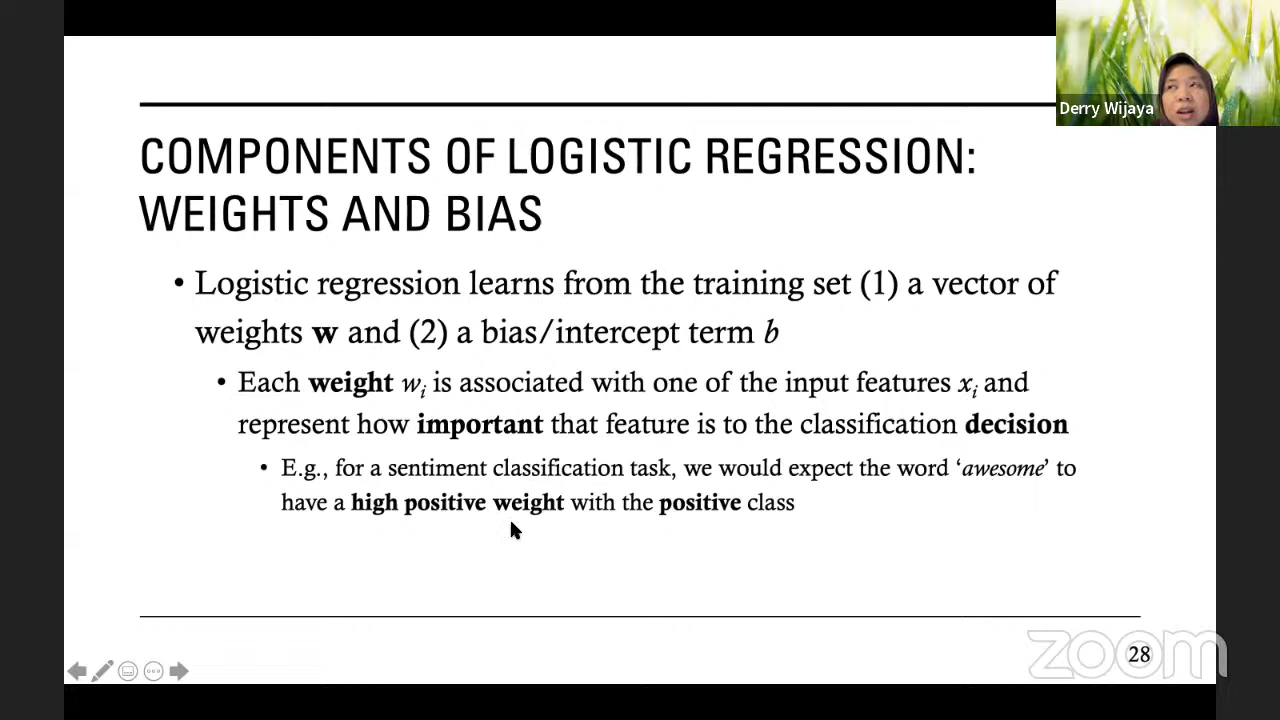 Derry Wijaya
COMPONENTS OF LOGISTIC REGRESSION:
WEIGHTS AND BIAS
• Logistic regression learns from the training set (1) a vector of
weights w and (2) a bias/intercept term b
• Each weight wi is associated with one of the input features xi and
represent how important that feature is to the classification decision
• E.g., for a sentiment classification task, we would expect the word ‘awesome’ to
have a high positive weight with the positive class
zoom
28